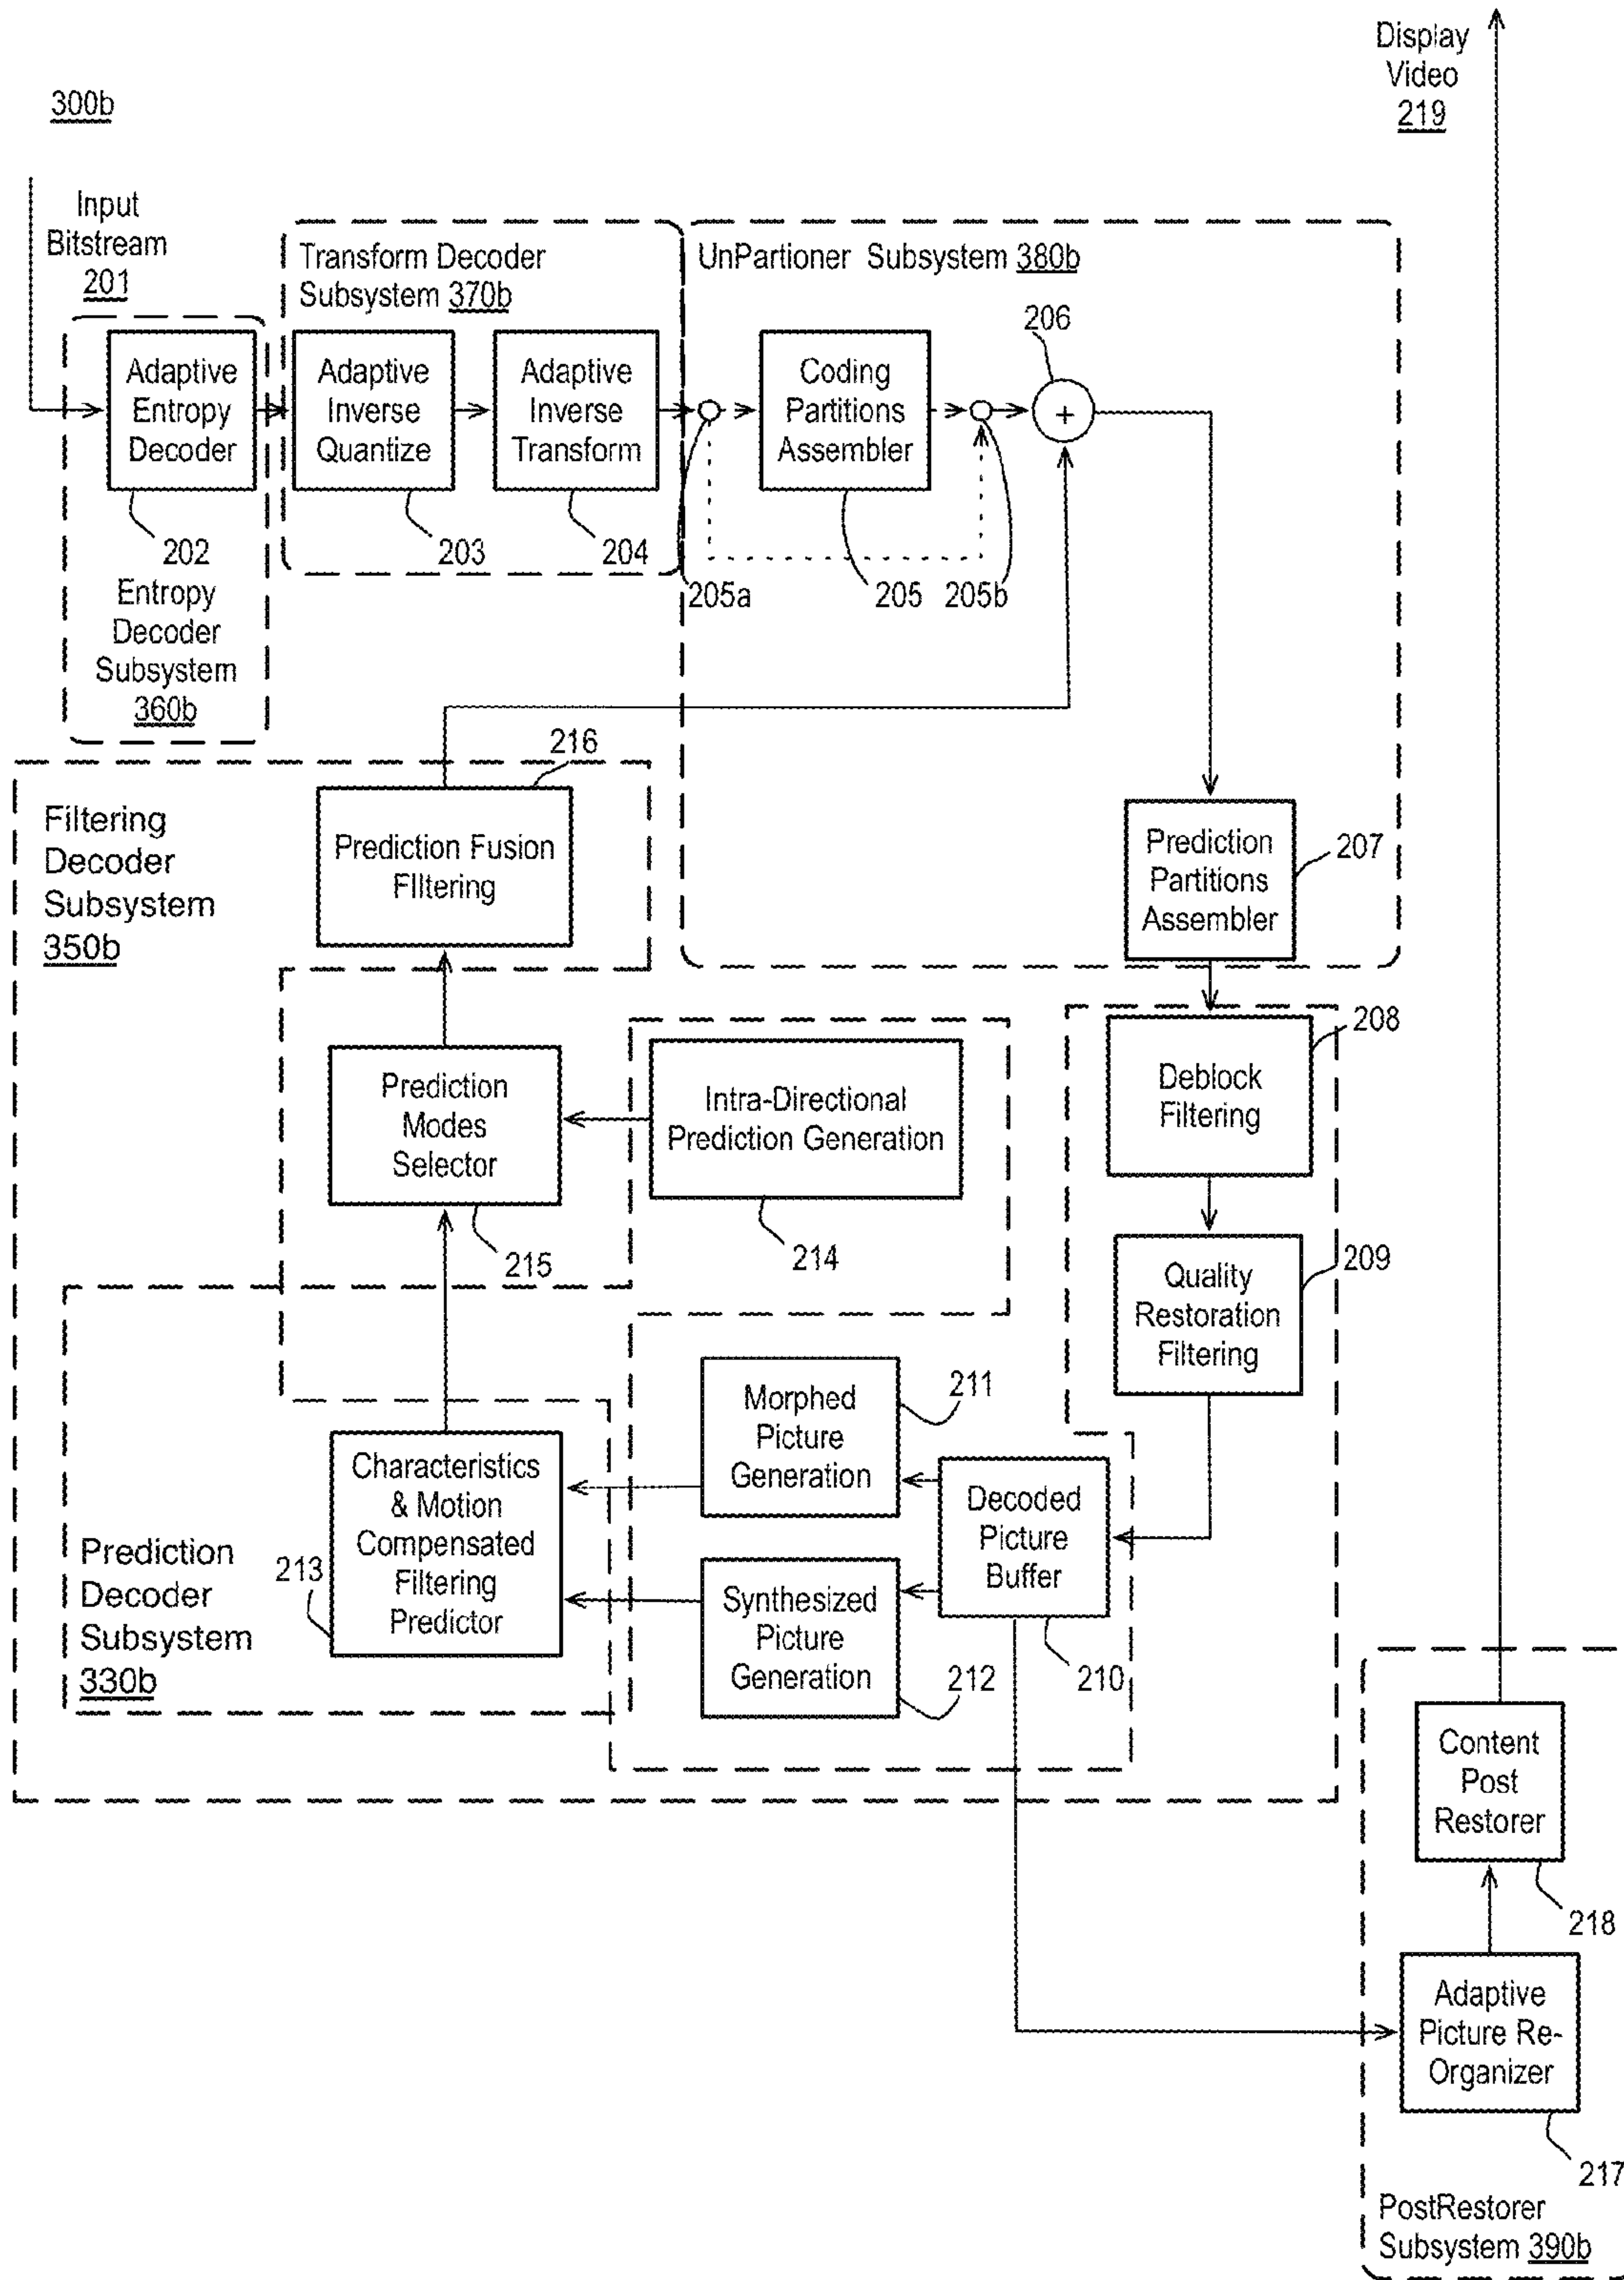 Display
Video
219
300b
Input
Bitstream
201
Transform Decoder
Subsystem 370b
UnPartioner Subsystem 380b
206
Adaptive
Entropy
Decoder
Adaptive
Inverse
Quantize
Adaptive
Inverse
Transform
Coding
Partitions
Assembler
+
202
203
204
205a
205
205b
Entropy
Decoder
Subsystem
360b
216
Filtering
Decoder
Subsystem
350b
Prediction Fusion
FIltering
Prediction
Partitions
Assembler
207
208
Prediction
Modes
Selector
Intra-Directional
Prediction Generation
Deblock
Filtering
215
214
209
Quality
Restoration
Filtering
211
Morphed
Picture
Generation
Characteristics
& Motion
Compensated
Filtering
Predictor
213
Decoded
Picture
Buffer
Prediction
Decoder
Subsystem
330b
Synthesized
Picture
Generation
212
210
Content
Post
Restorer
218
Adaptive
Picture Re-
Organizer
217
PostRestorer
Subsystem 390b